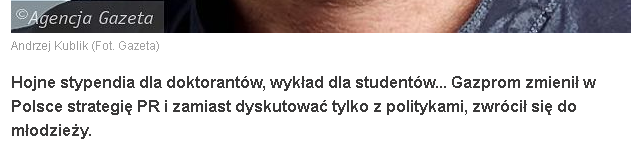 ©Agencja Gazeta
Andrzej Kublik (Fot. Gazeta)
Hojne stypendia dla doktorantów, wykład dla studentów... Gazprom zmienił w
Polsce strategię PR i zamiast dyskutować tylko z politykami, zwrócił się do
młodzieży.